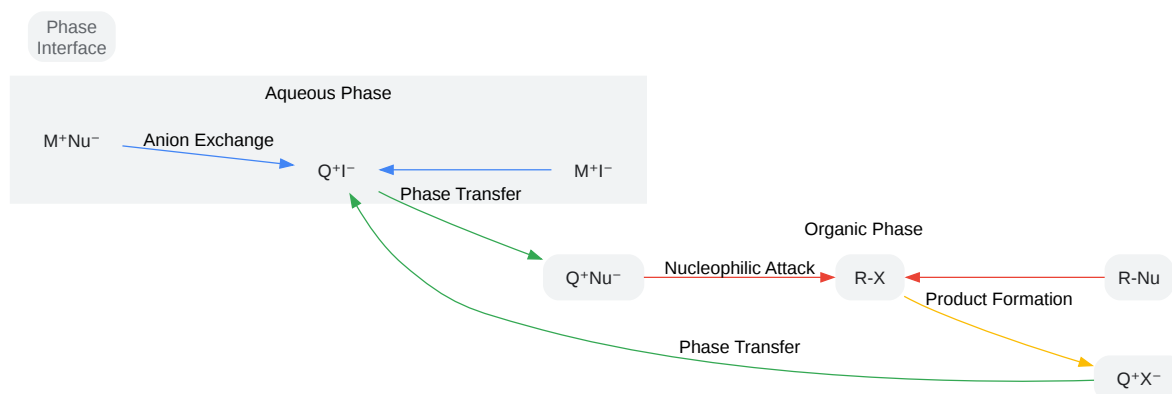 Phase
Interface
Aqueous Phase
M⁺Nu⁻
Anion Exchange
Q⁺I⁻
M⁺I⁻
Phase Transfer
Organic Phase
Q⁺Nu⁻
Nucleophilic Attack
R-X
R-Nu
Product Formation
Phase Transfer
Q⁺X⁻